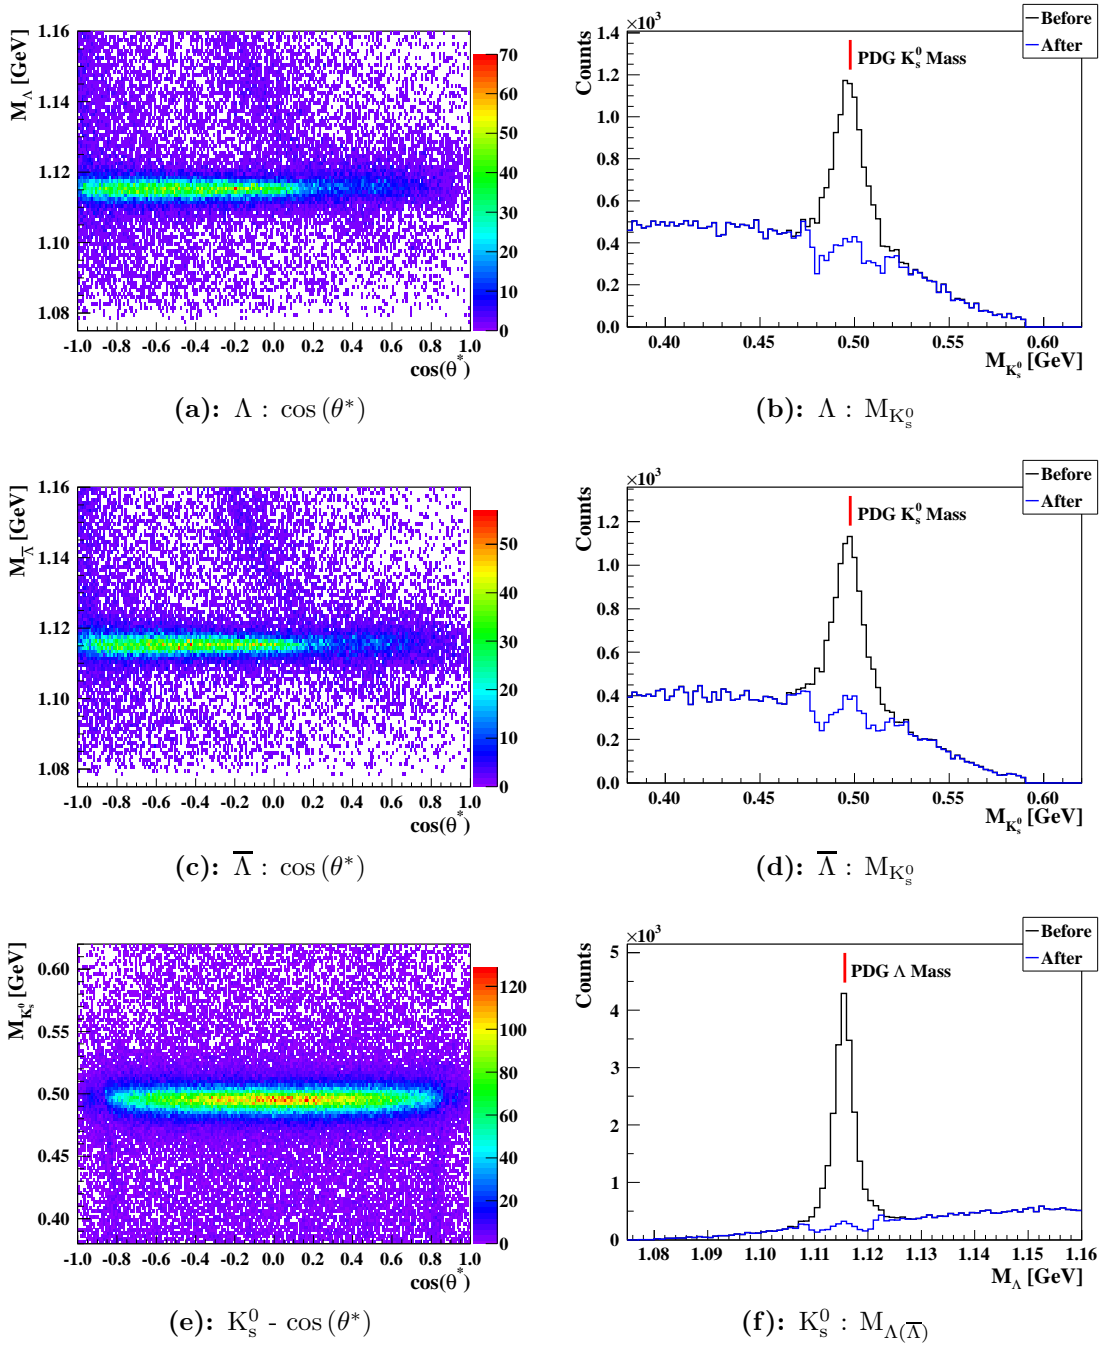 M_Λ [GeV]
1.16
1.14
1.12
1.10
1.08
-1.0 -0.8 -0.6 -0.4 -0.2 0.0 0.2 0.4 0.6 0.8 1
cos(θ*)
70
60
50
40
30
20
10
0
(a): Λ : cos (θ*)
×10³
Before
After
Counts
1.4
1.2
1.0
0.8
0.6
0.4
0.2
0.0
PDG K⁰ₛ Mass
0.40 0.45 0.50 0.55 0.60
M_K⁰ₛ [GeV]
(b): Λ : M_K⁰ₛ
M_Λ̅ [GeV]
1.16
1.14
1.12
1.10
1.08
-1.0 -0.8 -0.6 -0.4 -0.2 0.0 0.2 0.4 0.6 0.8 1
cos(θ*)
50
40
30
20
10
0
(c): Λ̅ : cos (θ*)
×10³
Before
After
Counts
1.2
1.0
0.8
0.6
0.4
0.2
0.0
PDG K⁰ₛ Mass
0.40 0.45 0.50 0.55 0.60
M_K⁰ₛ [GeV]
(d): Λ̅ : M_K⁰ₛ
M_K⁰ₛ [GeV]
0.60
0.55
0.50
0.45
0.40
-1.0 -0.8 -0.6 -0.4 -0.2 0.0 0.2 0.4 0.6 0.8 1
cos(θ*)
120
100
80
60
40
20
0
(e): K⁰ₛ - cos (θ*)
×10³
Before
After
Counts
5
4
3
2
1
0
PDG Λ Mass
1.08 1.09 1.10 1.11 1.12 1.13 1.14 1.15 1.16
M_Λ [GeV]
(f): K⁰ₛ : M_Λ(Λ̅)